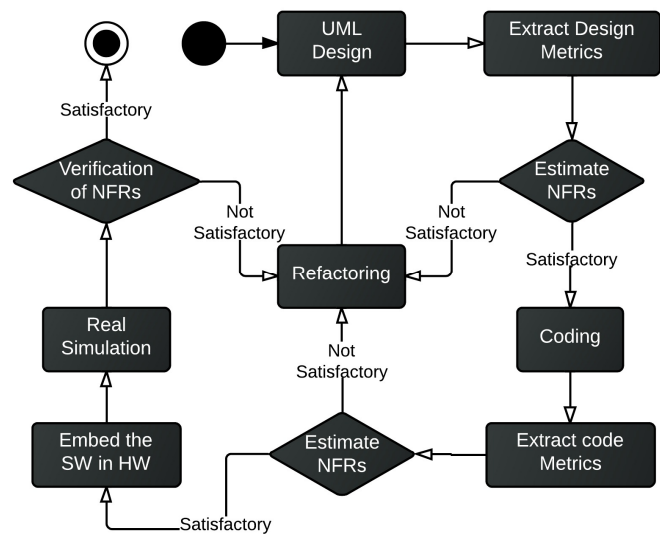 UML
Design
Extract Design
Metrics
Satisfactory
Verification
of NFRs
Estimate
NFRs
Not
Satisfactory
Not
Satisfactory
Satisfactory
Refactoring
Real
Simulation
Coding
Not
Satisfactory
Embed the
SW in HW
Estimate
NFRs
Extract code
Metrics
Satisfactory